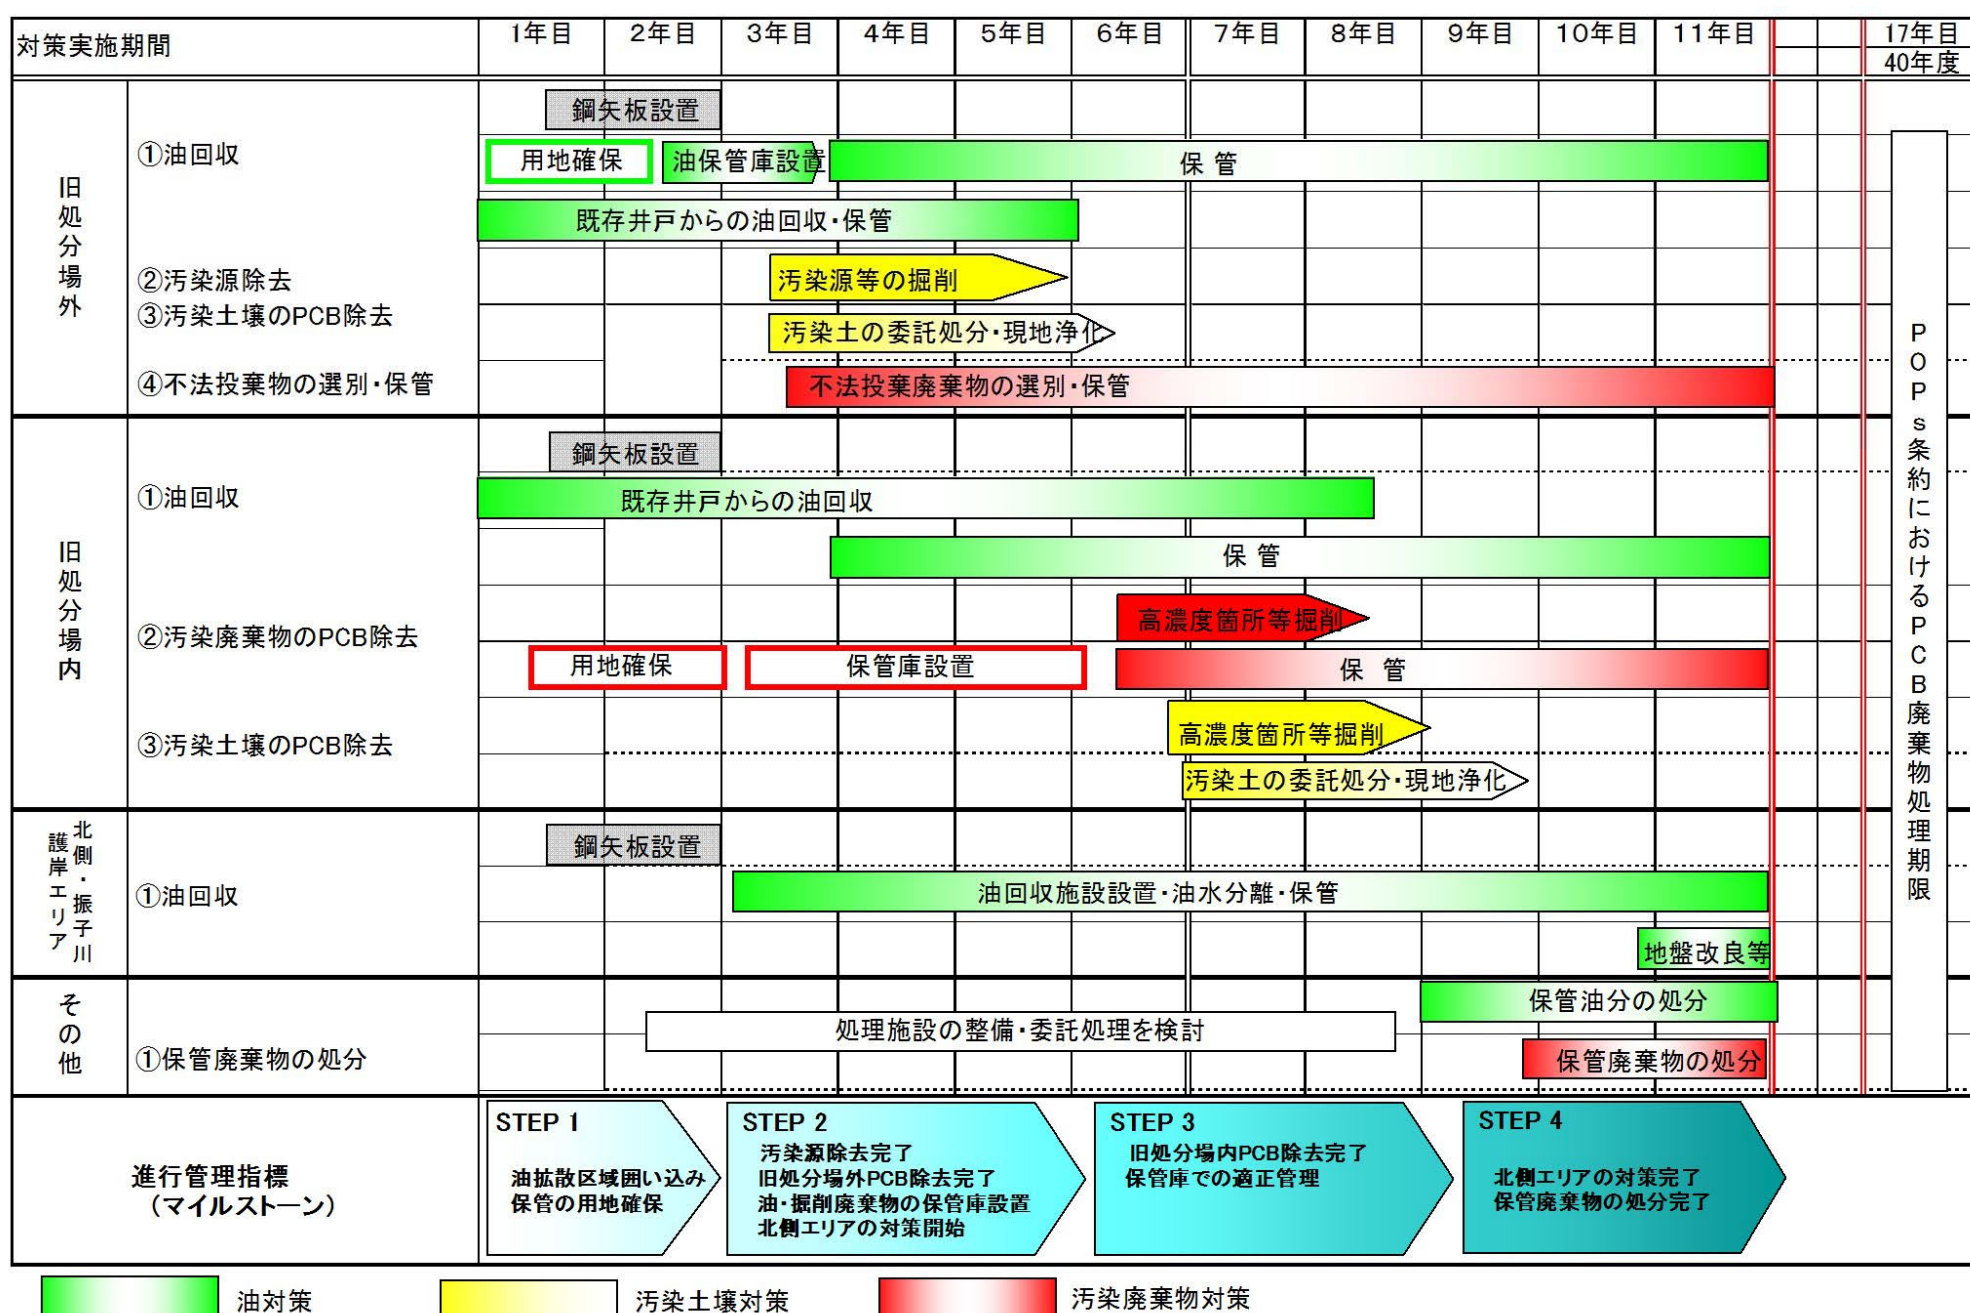 対策実施期間
1年目 2年目 3年目 4年目 5年目 6年目 7年目 8年目 9年目 10年目 11年目 17年目
40年度
旧処分場外
鋼矢板設置
①油回収
用地確保 油保管庫設置 保 管
既存井戸からの油回収・保管
②汚染源除去
汚染源等の掘削
③汚染土壌のPCB除去
汚染土の委託処分・現地浄化
④不法投棄物の選別・保管
不法投棄廃棄物の選別・保管
旧処分場内
鋼矢板設置
①油回収
既存井戸からの油回収
保 管
②汚染廃棄物のPCB除去
高濃度箇所等掘削
用地確保 保管庫設置 保 管
③汚染土壌のPCB除去
高濃度箇所等掘削
汚染土の委託処分・現地浄化
北側・振子川
護岸エリア
鋼矢板設置
①油回収
油回収施設設置・油水分離・保管
地盤改良等
その他
保管油分の処分
処理施設の整備・委託処理を検討
①保管廃棄物の処分
保管廃棄物の処分
POPs条約におけるPCB廃棄物処理期限
進行管理指標
（マイルストーン）
STEP 1
油拡散区域囲い込み
保管の用地確保
STEP 2
汚染源除去完了
旧処分場外PCB除去完了
油・掘削廃棄物の保管庫設置
北側エリアの対策開始
STEP 3
旧処分場内PCB除去完了
保管庫での適正管理
STEP 4
北側エリアの対策完了
保管廃棄物の処分完了
油対策
汚染土壌対策
汚染廃棄物対策